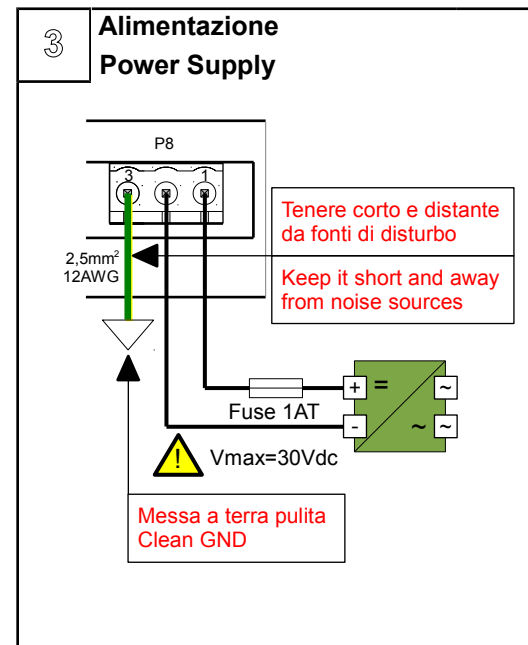 3
Alimentazione
Power Supply
P8
3
1
Tenere corto e distante
da fonti di disturbo
2,5mm²
12AWG
Keep it short and away
from noise sources
+
=
~
Fuse 1AT
-
~
~
!
Vmax=30Vdc
Messa a terra pulita
Clean GND